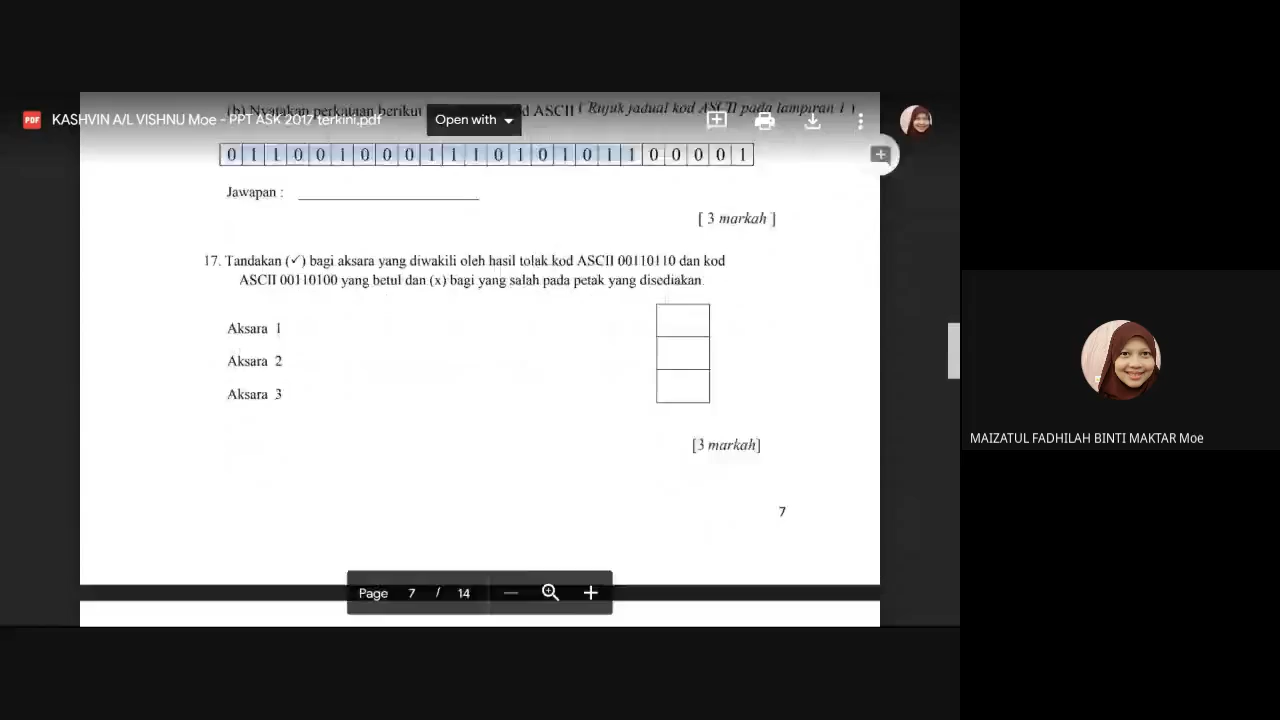 (b) Nyatakan perkataan berikut kod ASCII ( Rujuk jadual kod ASCII pada lampiran 1 )
PDF KASHVIN A/L VISHNU Moe - PPT ASK 2017 terkini.pdf Open with
0 1 1 0 0 1 0 0 0 1 1 1 0 1 0 1 0 1 1 0 0 0 0 1
Jawapan :
[ 3 markah ]
17. Tandakan (✓) bagi aksara yang diwakili oleh hasil tolak kod ASCII 00110110 dan kod
ASCII 00110100 yang betul dan (x) bagi yang salah pada petak yang disediakan
Aksara 1
Aksara 2
Aksara 3
[3 markah]
7
Page 7 / 14
MAIZATUL FADHILAH BINTI MAKTAR Moe